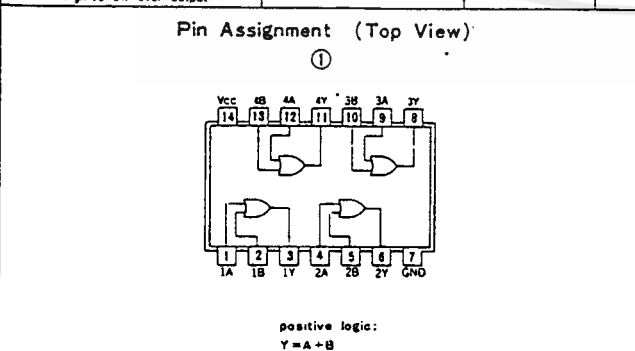 Pin Assignment (Top View)
①
Vcc 4B 4A 4Y 3B 3A 3Y
14 13 12 11 10 9 8
1 2 3 4 5 6 7
1A 1B 1Y 2A 2B 2Y GND
positive logic:
Y=A+B